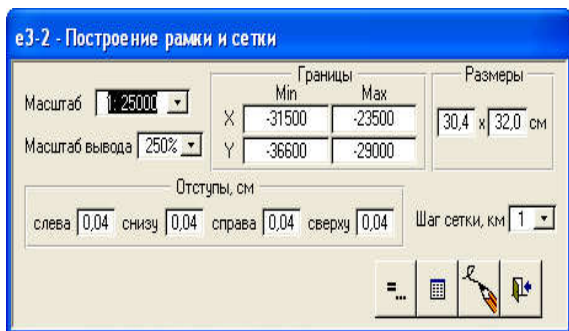 е3-2 - Построение рамки и сетки
Границы
Размеры
Min Max
Масштаб 1: 25000
X -31500 -23500
30,4 x 32,0 см
Масштаб вывода 250%
Y -36600 -29000
Отступы, см
слева 0,04 снизу 0,04 справа 0,04 сверху 0,04
Шаг сетки, км 1
=...